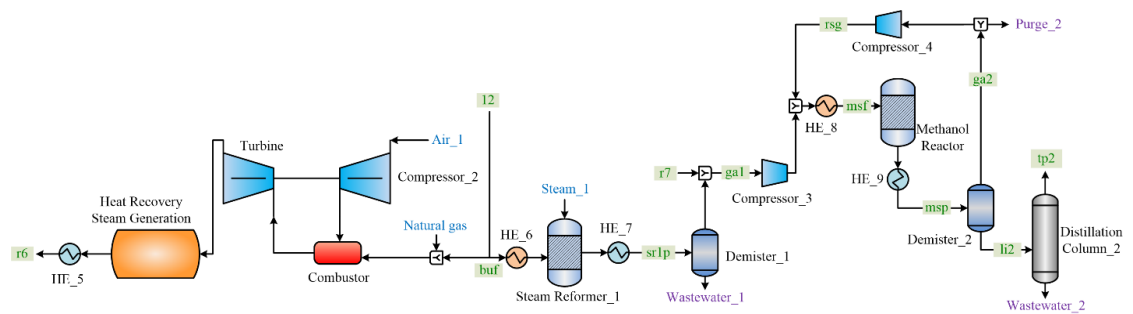 rsg
Compressor_4
Purge_2
ga2
12
HE_8
msf
Methanol
Reactor
Turbine
Air_1
Compressor_2
r7
ga1
Compressor_3
HE_9
tp2
Heat Recovery
Steam Generation
Steam_1
Natural gas
msp
Demister_2
Distillation
Column_2
r6
HE_5
Combustor
buf
HE_6
HE_7
sr1p
Demister_1
li2
Steam Reformer_1
Wastewater_1
Wastewater_2
Y
Y
Y
Y